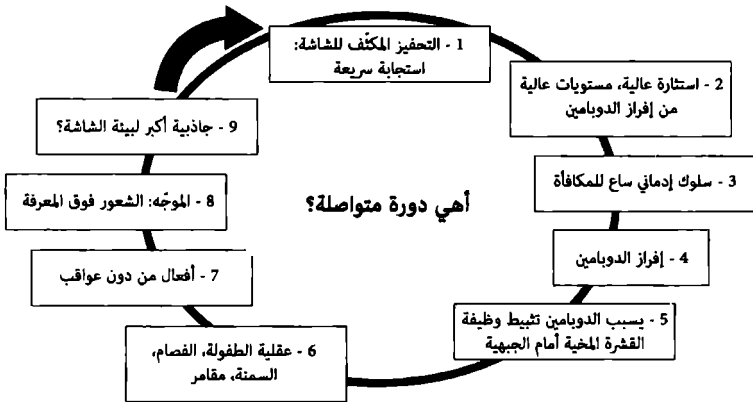 1 - التحفيز المكثّف للشاشة:
استجابة سريعة
2 - استثارة عالية، مستويات عالية
من إفراز الدوبامين
3 - سلوك إدماني ساع للمكافأة
4 - إفراز الدوبامين
5 - يسبب الدوبامين تثبيط وظيفة
القشرة المخية أمام الجبهية
6 - عقلية الطفولة، الفصام،
السمنة، مقامر
7 - أفعال من دون عواقب
8 - الموجّه: الشعور فوق المعرفة
9 - جاذبية أكبر لبيئة الشاشة؟
أهي دورة متواصلة؟